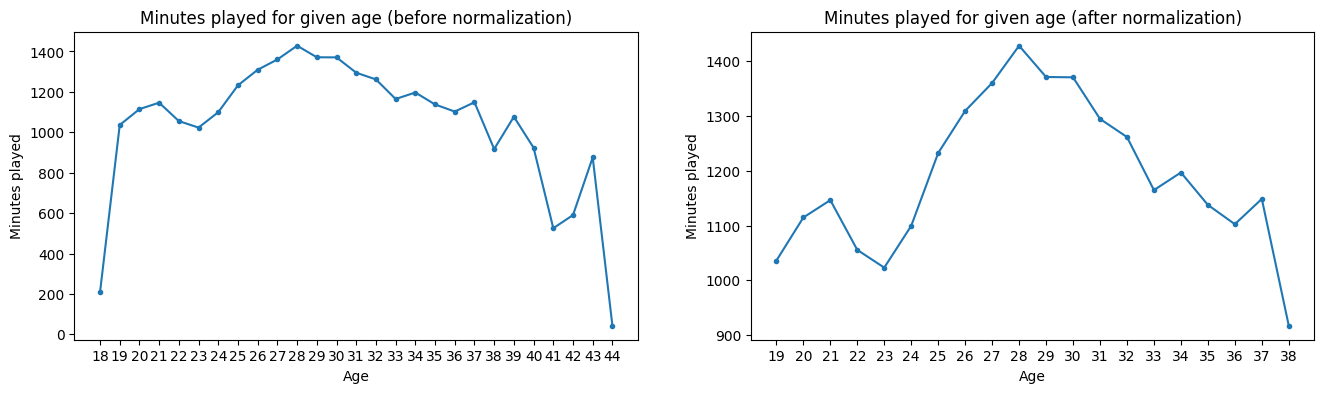 Minutes played for given age (before normalization)
Minutes played
1400
1200
1000
800
600
400
200
0
18 19 20 21 22 23 24 25 26 27 28 29 30 31 32 33 34 35 36 37 38 39 40 41 42 43 44
Age
Minutes played for given age (after normalization)
Minutes played
1400
1300
1200
1100
1000
900
19 20 21 22 23 24 25 26 27 28 29 30 31 32 33 34 35 36 37 38
Age